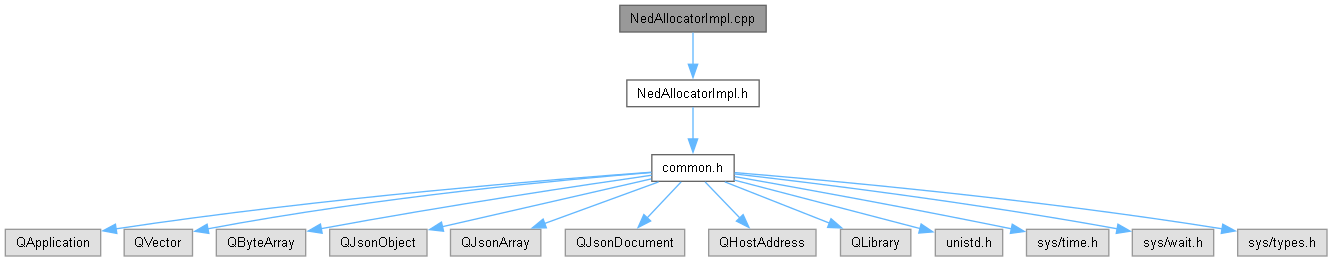 NedAllocatorImpl.cpp
NedAllocatorImpl.h
common.h
QApplication
QVector
QByteArray
QJsonObject
QJsonArray
QJsonDocument
QHostAddress
QLibrary
unistd.h
sys/time.h
sys/wait.h
sys/types.h